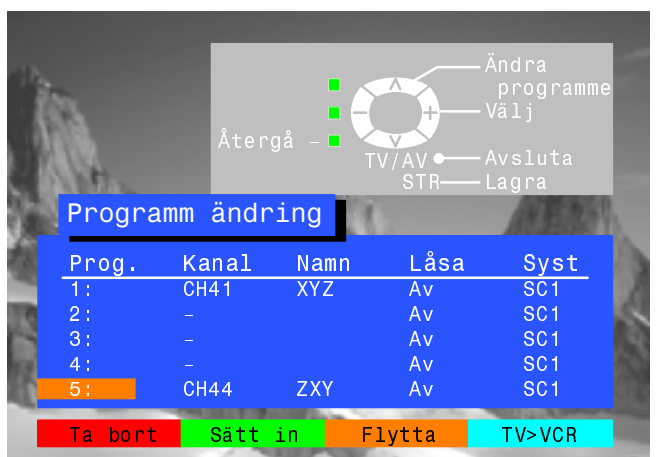 Ändra
programme
Välj
Återgå –
TV/AV Avsluta
STR Lagra
Programm ändring
Prog. Kanal Namn Låsa Syst
1: CH41 XYZ Av SC1
2: – Av SC1
3: – Av SC1
4: – Av SC1
5: CH44 ZXY Av SC1
Ta bort Sätt in Flytta TV>VCR